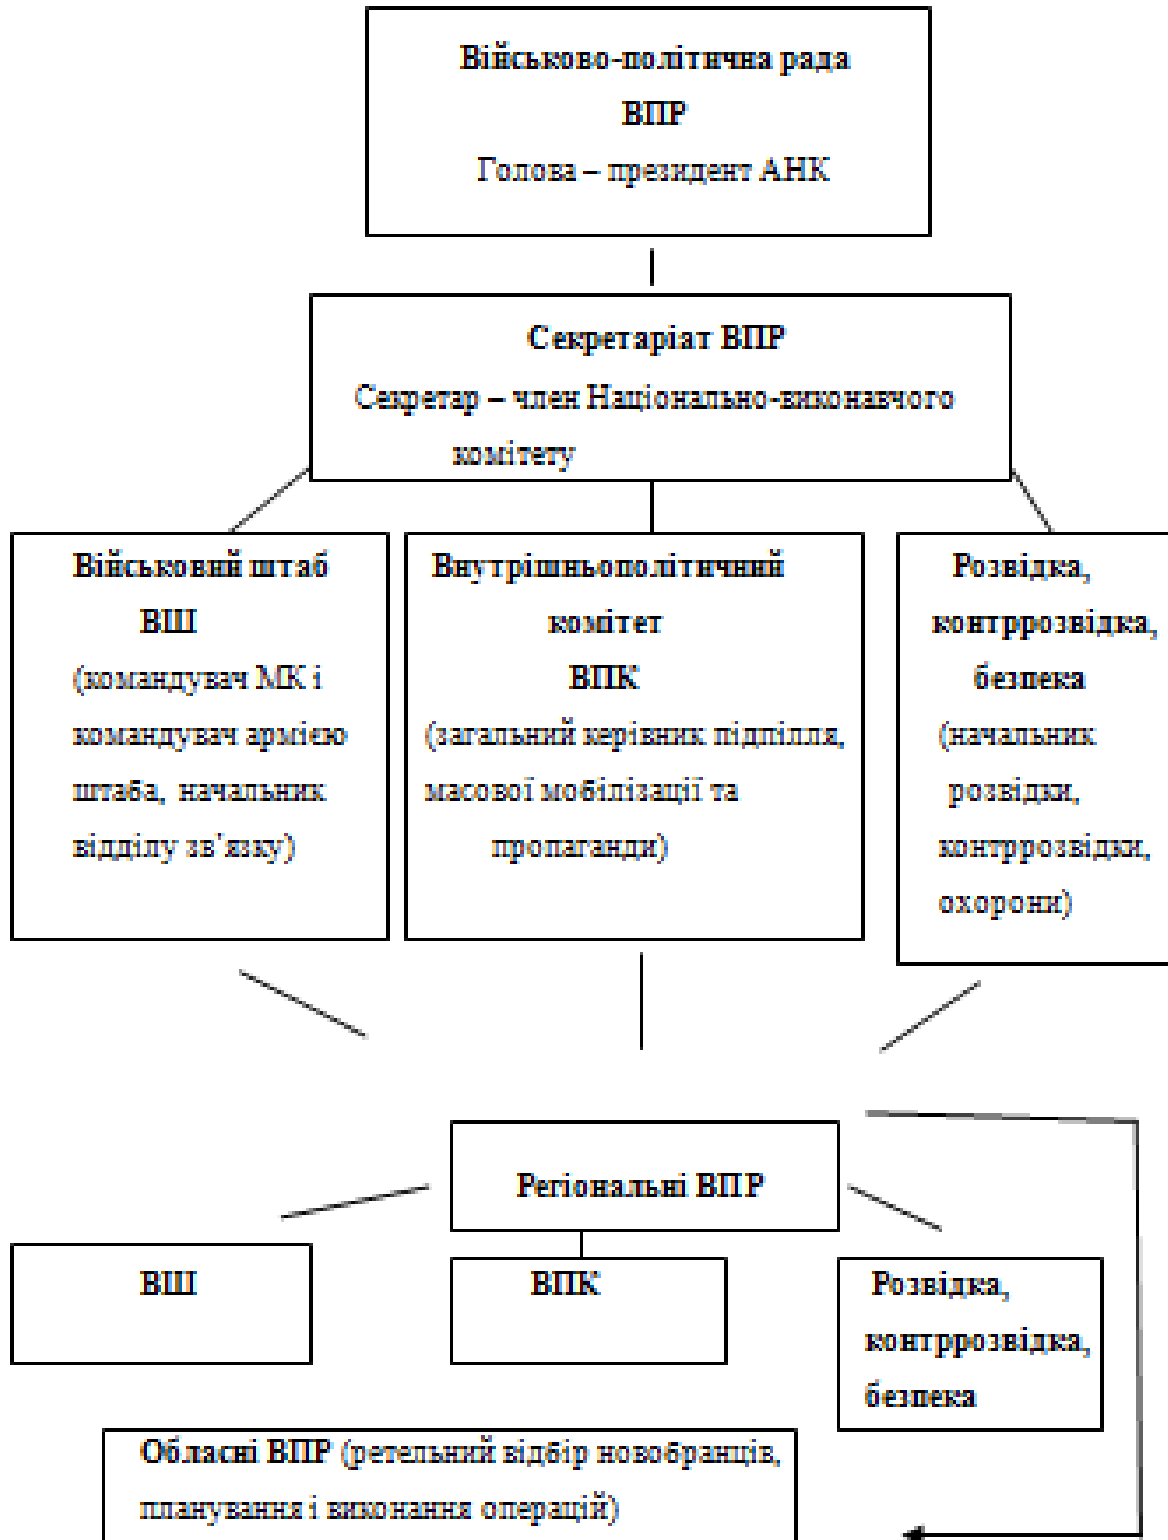 Військово-політична рада
ВПР
Голова – президент АНК
Секретаріат ВПР
Секретар – член Національно-виконавчого
комітету
Військовий штаб
ВШ
(командувач МК і
командувач армією
штаба, начальник
відділу зв’язку)
Внутрішньополітичний
комітет
ВПК
(загальний керівник підпілля,
масової мобілізації та
пропаганди)
Розвідка,
контррозвідка,
безпека
(начальник
розвідки,
контррозвідки,
охорони)
Регіональні ВПР
ВШ
ВПК
Розвідка,
контррозвідка,
безпека
Обласні ВПР (ретельний відбір новобранців,
планування і виконання операцій)